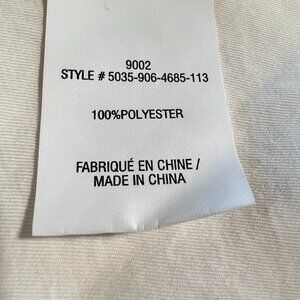 9002
STYLE # 5035-906-4685-113
100%POLYESTER
FABRIQUÉ EN CHINE /
MADE IN CHINA